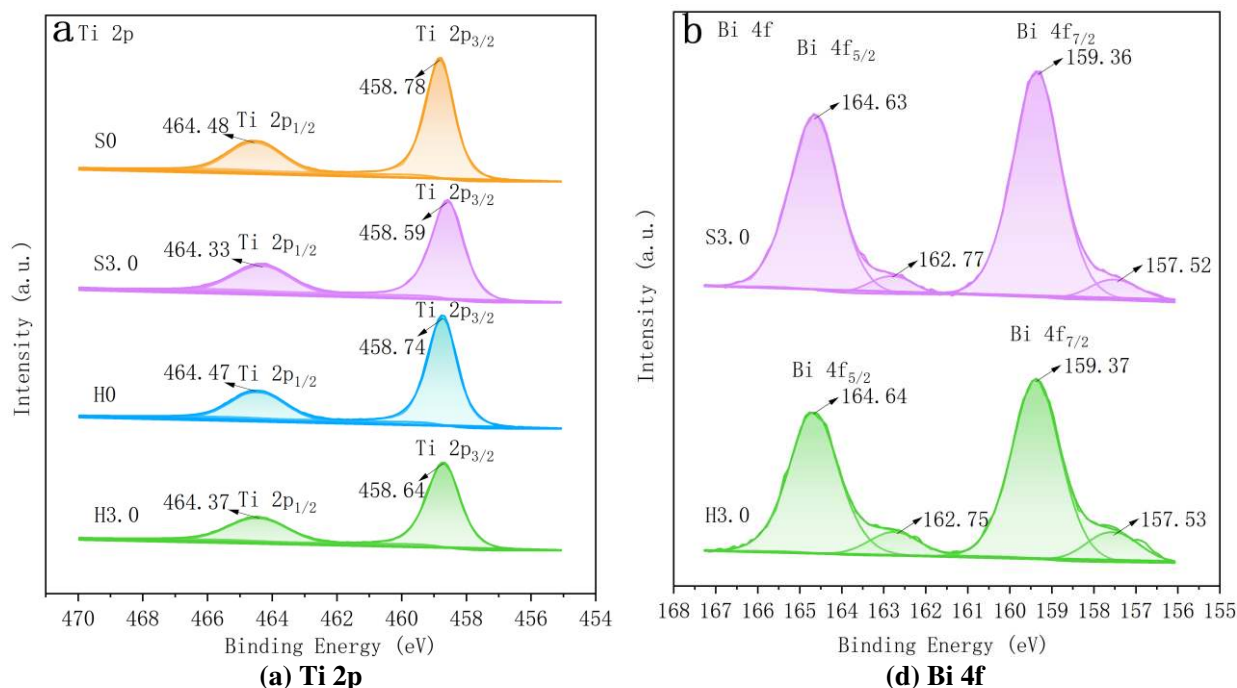 a
Ti 2p
Ti 2p3/2
458.78
464.48
Ti 2p1/2
S0
Ti 2p3/2
458.59
464.33
Ti 2p1/2
S3.0
Ti 2p3/2
458.74
464.47
Ti 2p1/2
H0
Ti 2p3/2
458.64
464.37
Ti 2p1/2
H3.0
Intensity (a.u.)
470 468 466 464 462 460 458 456 454
Binding Energy (eV)
(a) Ti 2p
b
Bi 4f
Bi 4f5/2
Bi 4f7/2
159.36
164.63
S3.0
162.77
157.52
Bi 4f7/2
159.37
Bi 4f5/2
164.64
H3.0
162.75
157.53
Intensity (a.u.)
168 167 166 165 164 163 162 161 160 159 158 157 156 155
Binding Energy (eV)
(d) Bi 4f